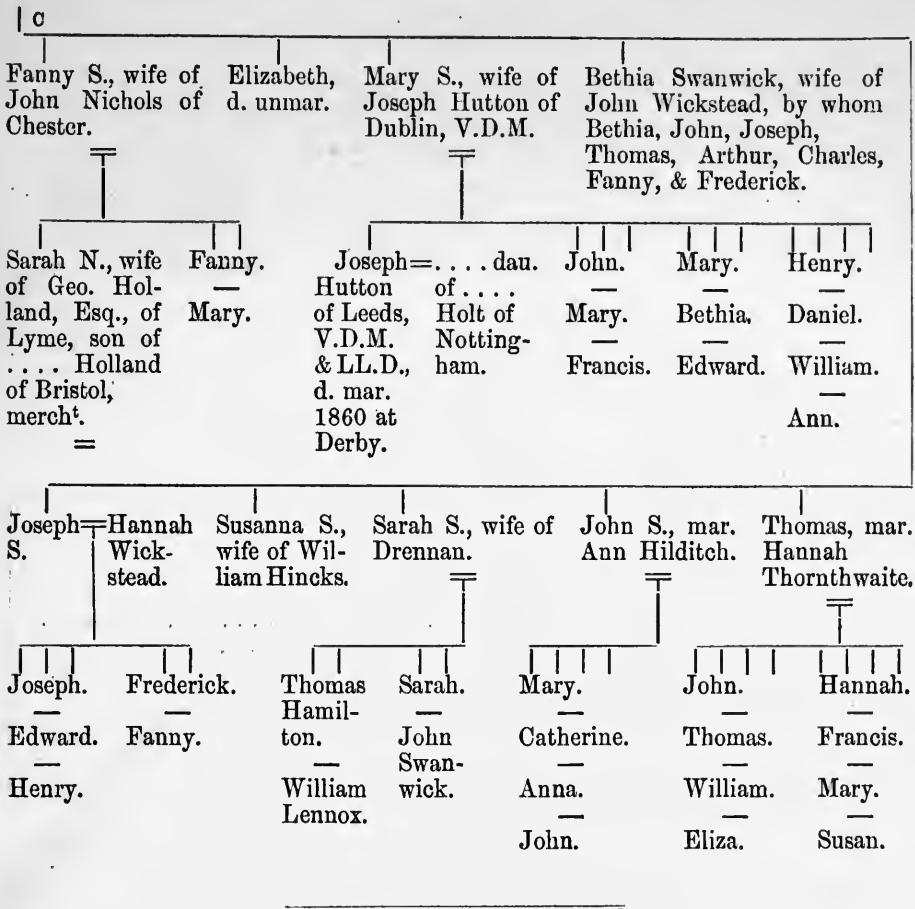 C
Fanny S., wife of
John Nichols of
Chester.
Elizabeth,
d. unmar.
Mary S., wife of
Joseph Hutton of
Dublin, V.D.M.
Bethia Swanwick, wife of
John Wickstead, by whom
Bethia, John, Joseph,
Thomas, Arthur, Charles,
Fanny, & Frederick.
Sarah N., wife
of Geo. Hol-
land, Esq., of
Lyme, son of
. . . . Holland
of Bristol,
mercht.
Fanny.
—
Mary.
Joseph=
Hutton
of Leeds,
V.D.M.
& LL.D.,
d. mar.
1860 at
Derby.
. . . . dau.
of . . . .
Holt of
Notting-
ham.
John.
—
Mary.
—
Francis.
Mary.
—
Bethia.
—
Edward.
Henry.
—
Daniel.
—
William.
—
Ann.
Joseph=
S.
Hannah
Wick-
stead.
Susanna S.,
wife of Wil-
liam Hincks.
Sarah S., wife of
Drennan.
John S., mar.
Ann Hilditch.
Thomas, mar.
Hannah
Thornthwaite.
Joseph.
—
Edward.
—
Henry.
Frederick.
—
Fanny.
Thomas
Hamil-
ton.
—
William
Lennox.
Sarah.
—
John
Swan-
wick.
Mary.
—
Catherine.
—
Anna.
—
John.
John.
—
Thomas.
—
William.
—
Eliza.
Hannah.
—
Francis.
—
Mary.
—
Susan.